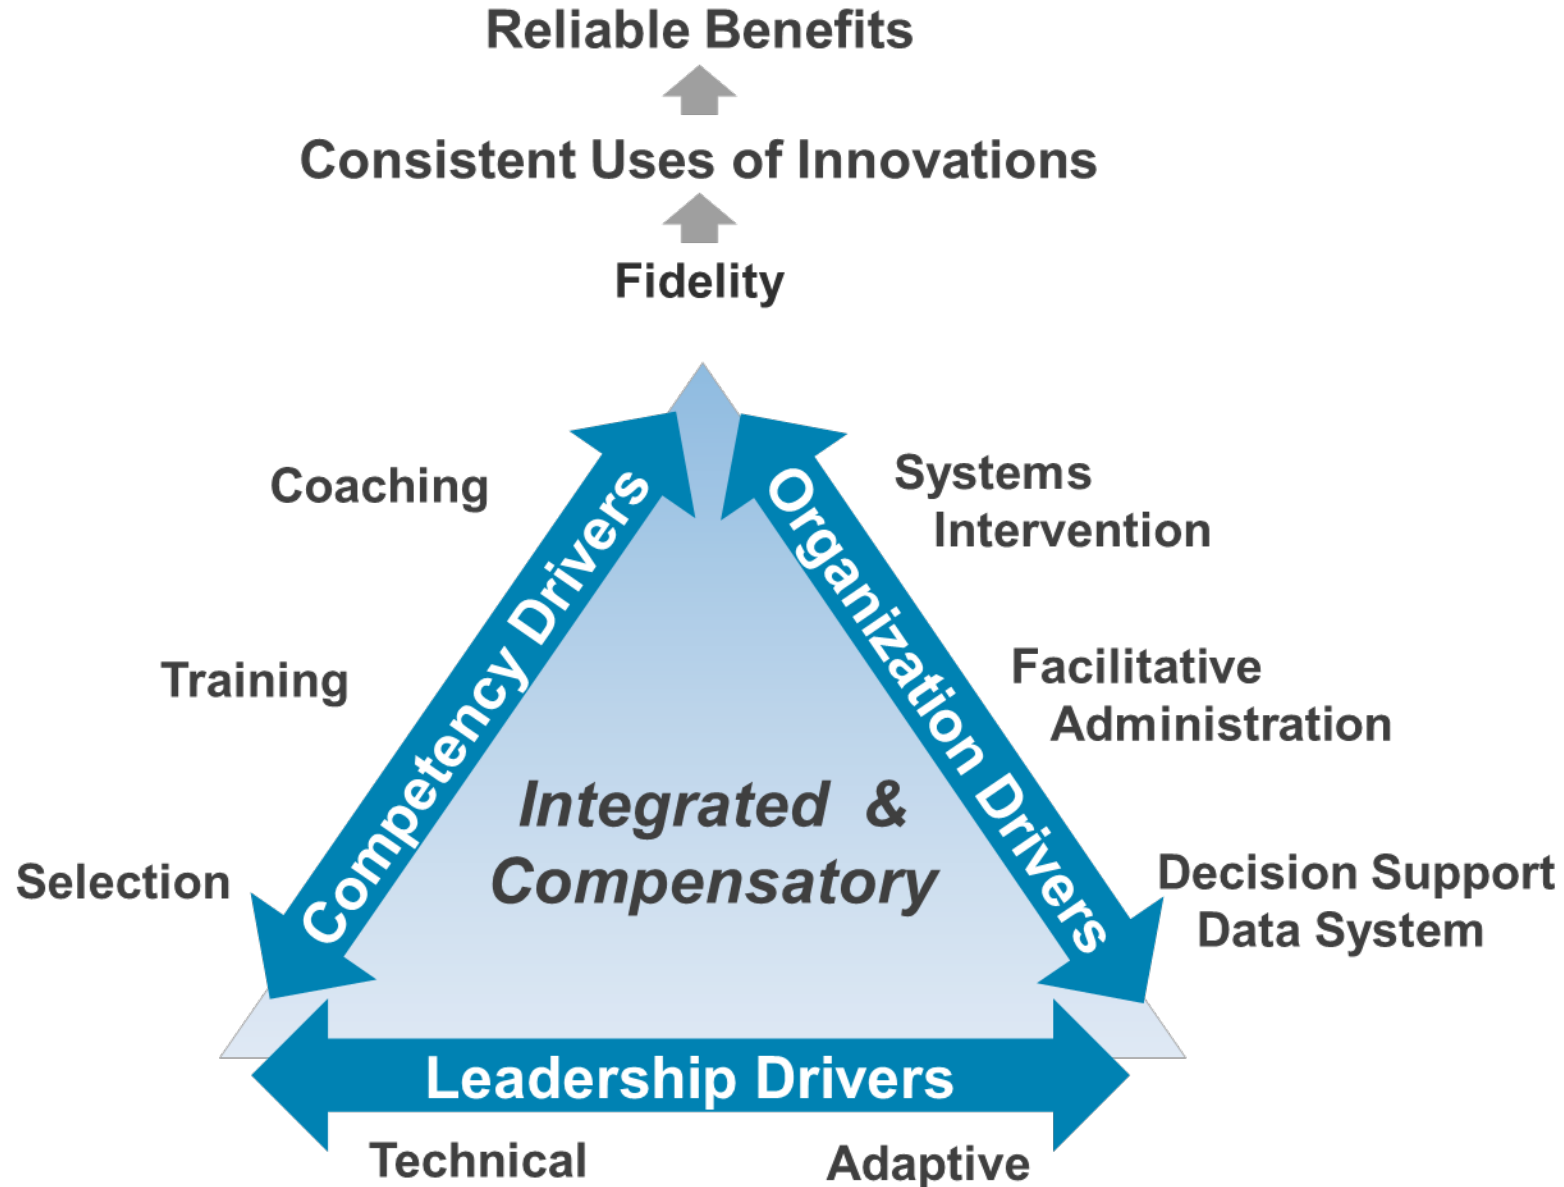 Reliable Benefits
Consistent Uses of Innovations
Fidelity
Coaching
Training
Selection
Competency Drivers
Integrated & 
Compensatory
Organization Drivers
Systems
Intervention
Facilitative
Administration
Decision Support
Data System
Leadership Drivers
Technical
Adaptive